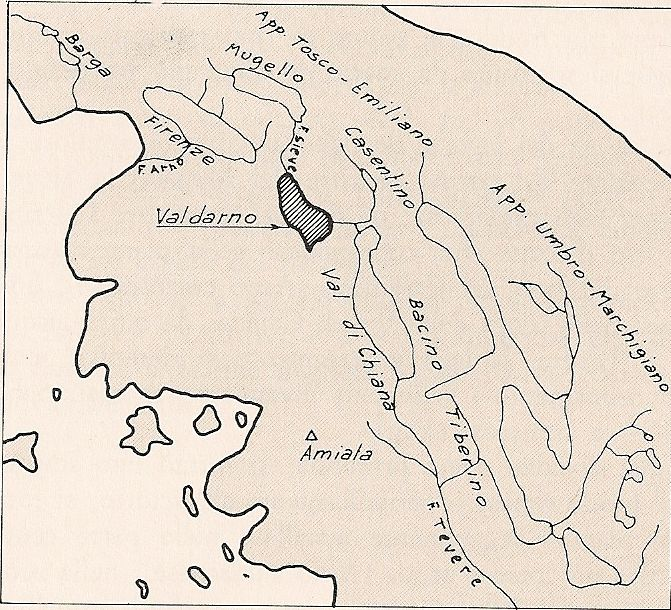 App. Tosco-Emiliano
Barga
Mugello
Firenze
F. Arno
F. Sieve
Casentino
App. Umbro-Marchigiano
Valdarno
Val di Chiana
Bacino
Tiberino
Amiata
F. Tevere